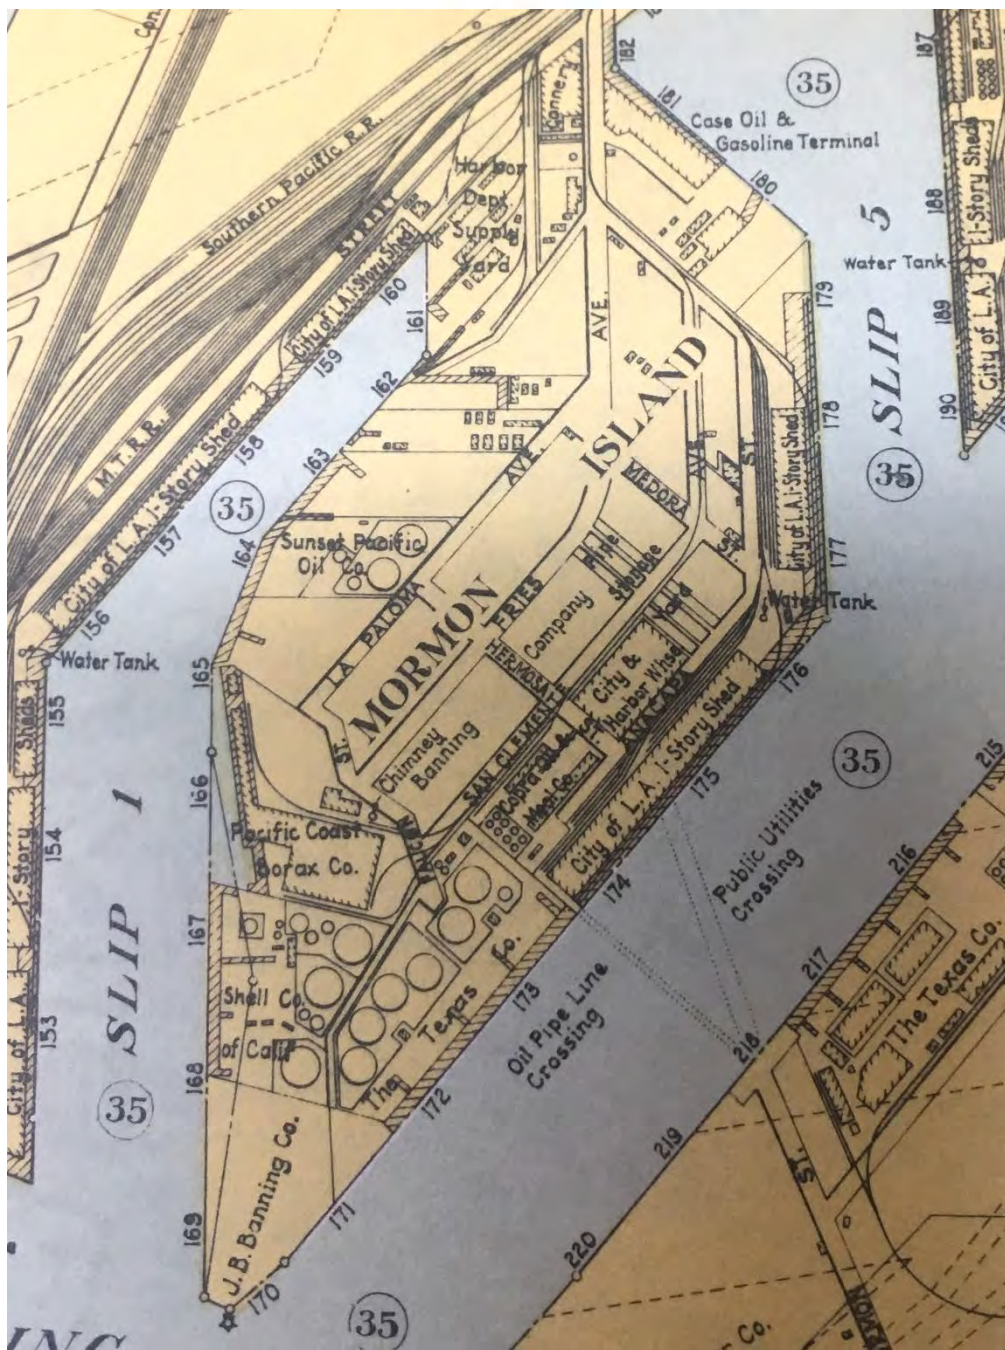 182
35
181
187
Cannery
Case Oil &
Gasoline Terminal
Southern Pacific R.R.
Harbor
Dept.
Supply
Yard
180
188
1-Story Sheds
STREET
SLIP 5
Water Tank
City of L.A. 1-Story Shed
160
161
179
189
City of L.A.
159
162
AVE.
178
190
M.T.R.R.
City of L.A. 1-Story Shed
158
163
AVE.
MORMON ISLAND
AVE.
ST.
City of L.A. 1-Story Shed
35
35
157
164
MEDORA
177
Sunset Pacific
Oil Co.
Pipe
Storage
156
LA PALOMA
FRIES
Company
Yard
Water Tank
Water Tank
HERMOSA
City &
Harbor Whse.
165
155
Sheds
176
ST.
Chimney
Banning
SAN CLEMENTE
ANACAPA
City of L.A. 1-Story Shed
175
35
215
166
Meal Co.
SLIP 1
154
1-Story
Pacific Coast
Borax Co.
174
Public Utilities
Crossing
216
167
217
Shell Co.
of Calif.
The Texas Co.
173
Oil Pipe Line
Crossing
The Texas Co.
City of L.A.
153
218
168
172
35
219
ST.
J.B. Banning Co.
169
171
220
170
35
Co.